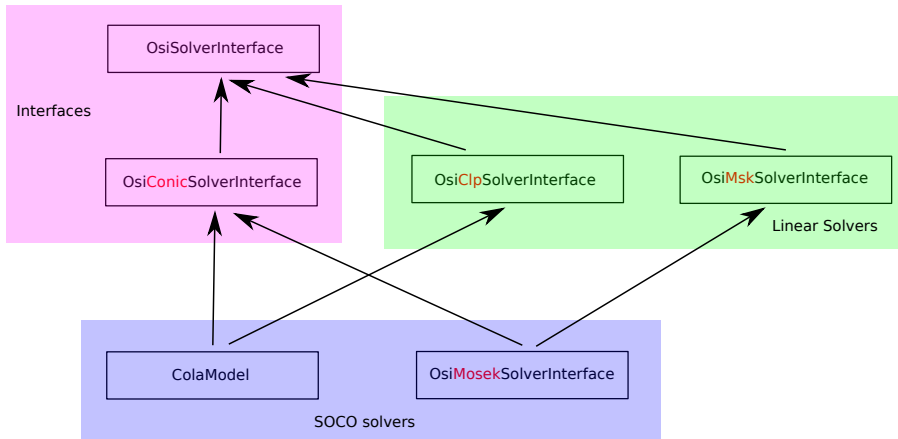 OsiSolverInterface
Interfaces
OsiConicSolverInterface
OsiClpSolverInterface
OsiMskSolverInterface
Linear Solvers
ColaModel
OsiMosekSolverInterface
SOCO solvers